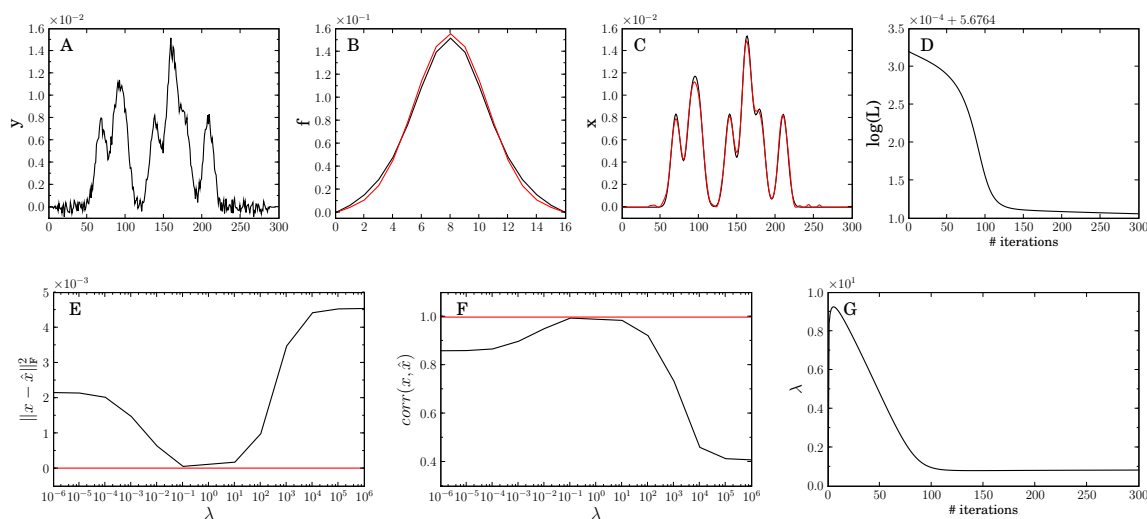 ×10⁻²
A
y
1.6
1.4
1.2
1.0
0.8
0.6
0.4
0.2
0.0
0 50 100 150 200 250 300
×10⁻¹
B
f
1.6
1.4
1.2
1.0
0.8
0.6
0.4
0.2
0.0
0 2 4 6 8 10 12 14 16
×10⁻²
C
x
1.6
1.4
1.2
1.0
0.8
0.6
0.4
0.2
0.0
0 50 100 150 200 250 300
×10⁻⁴ + 5.6764
D
log(L)
3.5
3.0
2.5
2.0
1.5
1.0
0 50 100 150 200 250 300
# iterations
×10⁻³
E
||x − x̂||²_F
5
4
3
2
1
0
10⁻⁶ 10⁻⁵ 10⁻⁴ 10⁻³ 10⁻² 10⁻¹ 10⁰ 10¹ 10² 10³ 10⁴ 10⁵ 10⁶
λ
F
corr(x, x̂)
1.0
0.8
0.6
0.4
10⁻⁶ 10⁻⁵ 10⁻⁴ 10⁻³ 10⁻² 10⁻¹ 10⁰ 10¹ 10² 10³ 10⁴ 10⁵ 10⁶
λ
×10¹
G
λ
1.0
0.8
0.6
0.4
0.2
0.0
0 50 100 150 200 250 300
# iterations